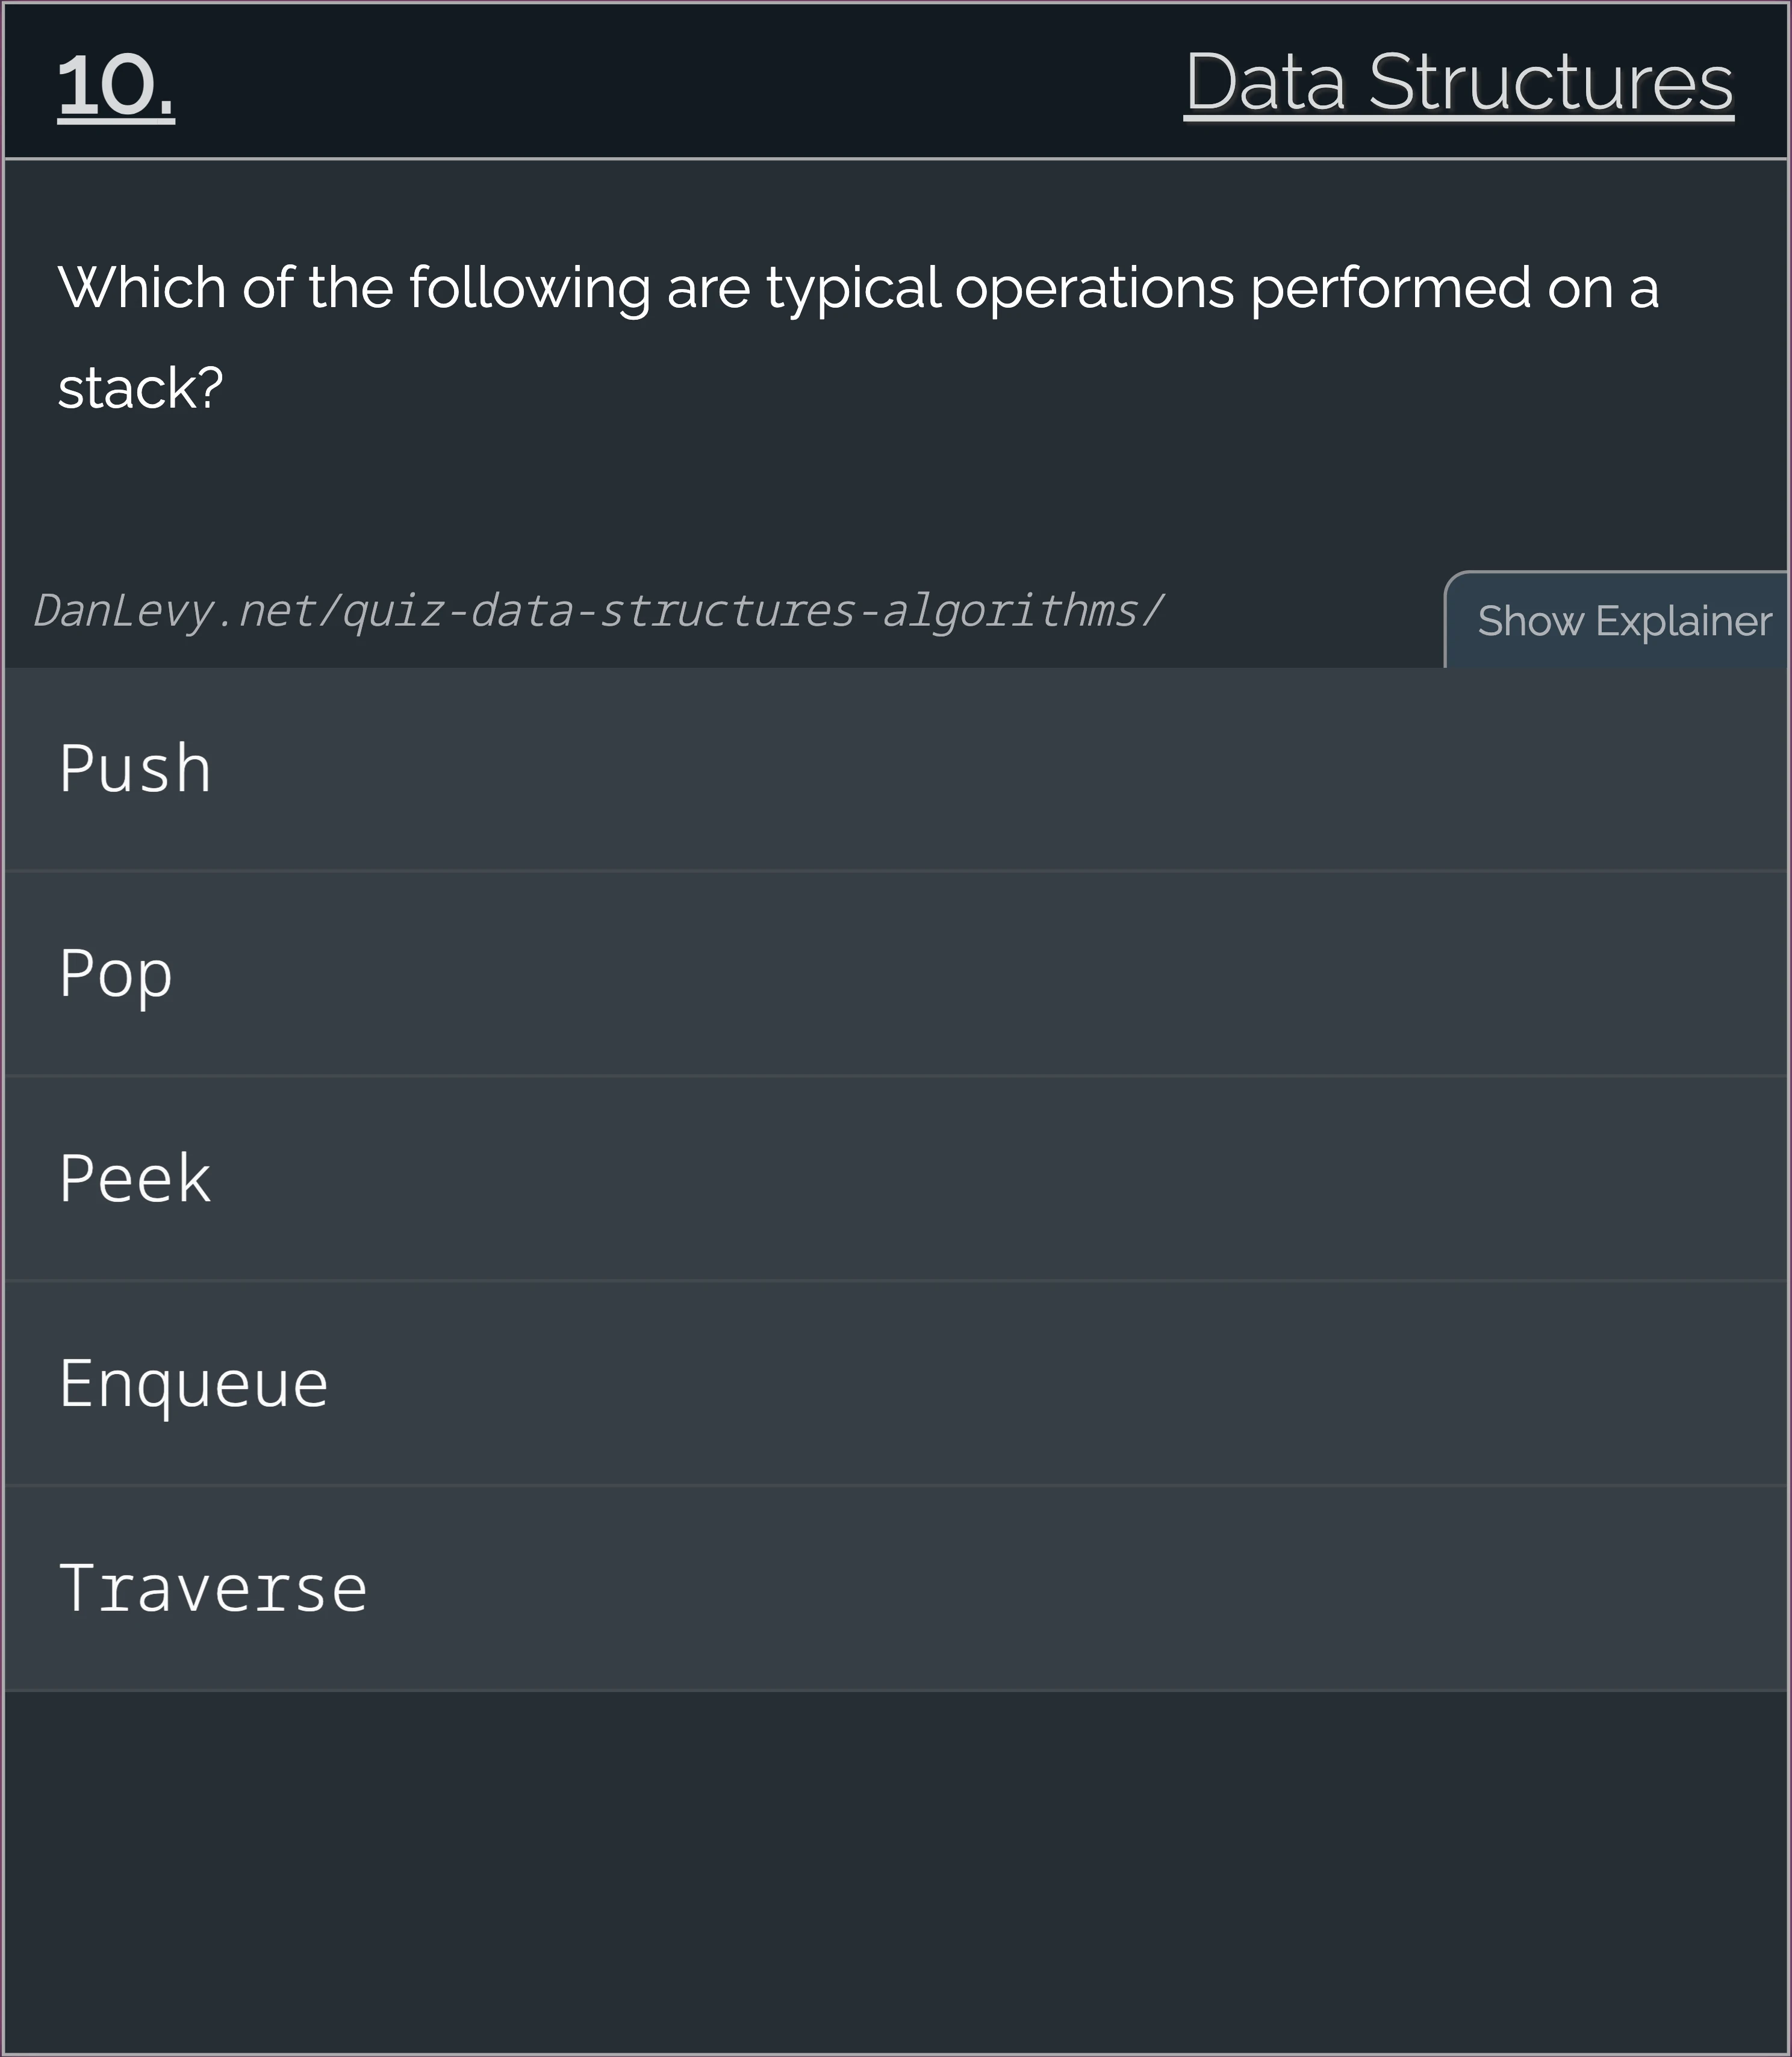 10.
Data Structures
Which of the following are typical operations performed on a
stack?
DanLevy.net/quiz-data-structures-algorithms/
Show Explainer
Push
Pop
Peek
Enqueue
Traverse